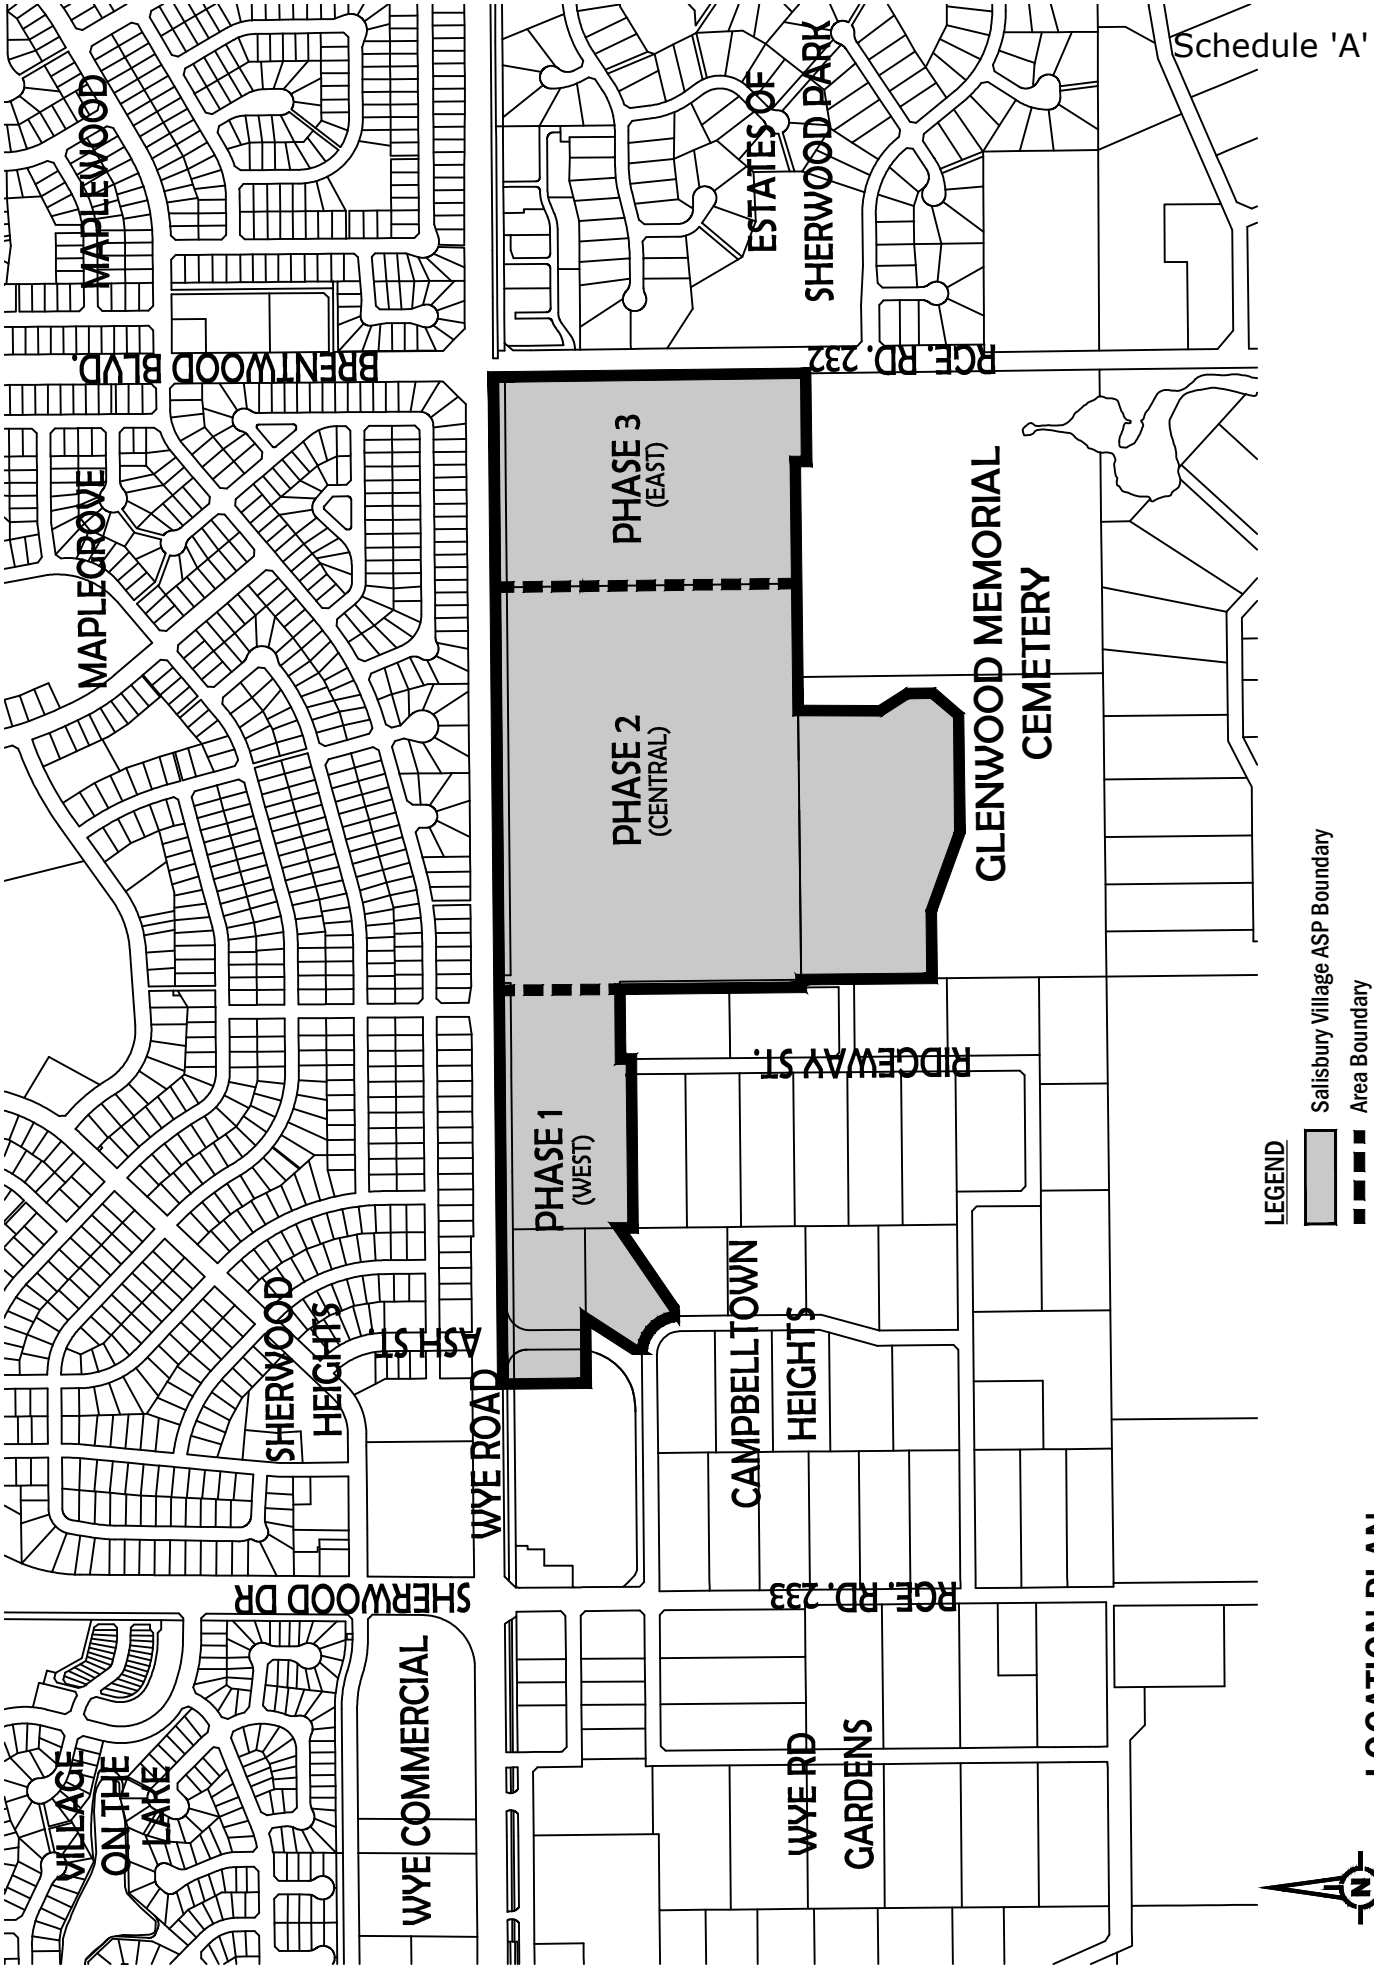 Schedule 'A'
MAPLEWOOD
ESTATES OF
SHERWOOD PARK
BRENTWOOD BLVD.
RGE. RD. 232
MAPLEGROVE
PHASE 3
(EAST)
PHASE 2
(CENTRAL)
GLENWOOD MEMORIAL
CEMETERY
RIDGEWAY ST.
PHASE 1
(WEST)
SHERWOOD
HEIGHTS
ASH ST.
WYE ROAD
CAMPBELLTOWN
HEIGHTS
SHERWOOD DR
RGE. RD. 233
VILLAGE
ON THE
LAKE
WYE COMMERCIAL
WYE RD
GARDENS
LEGEND
Salisbury Village ASP Boundary
Area Boundary
LOCATION PLAN
N